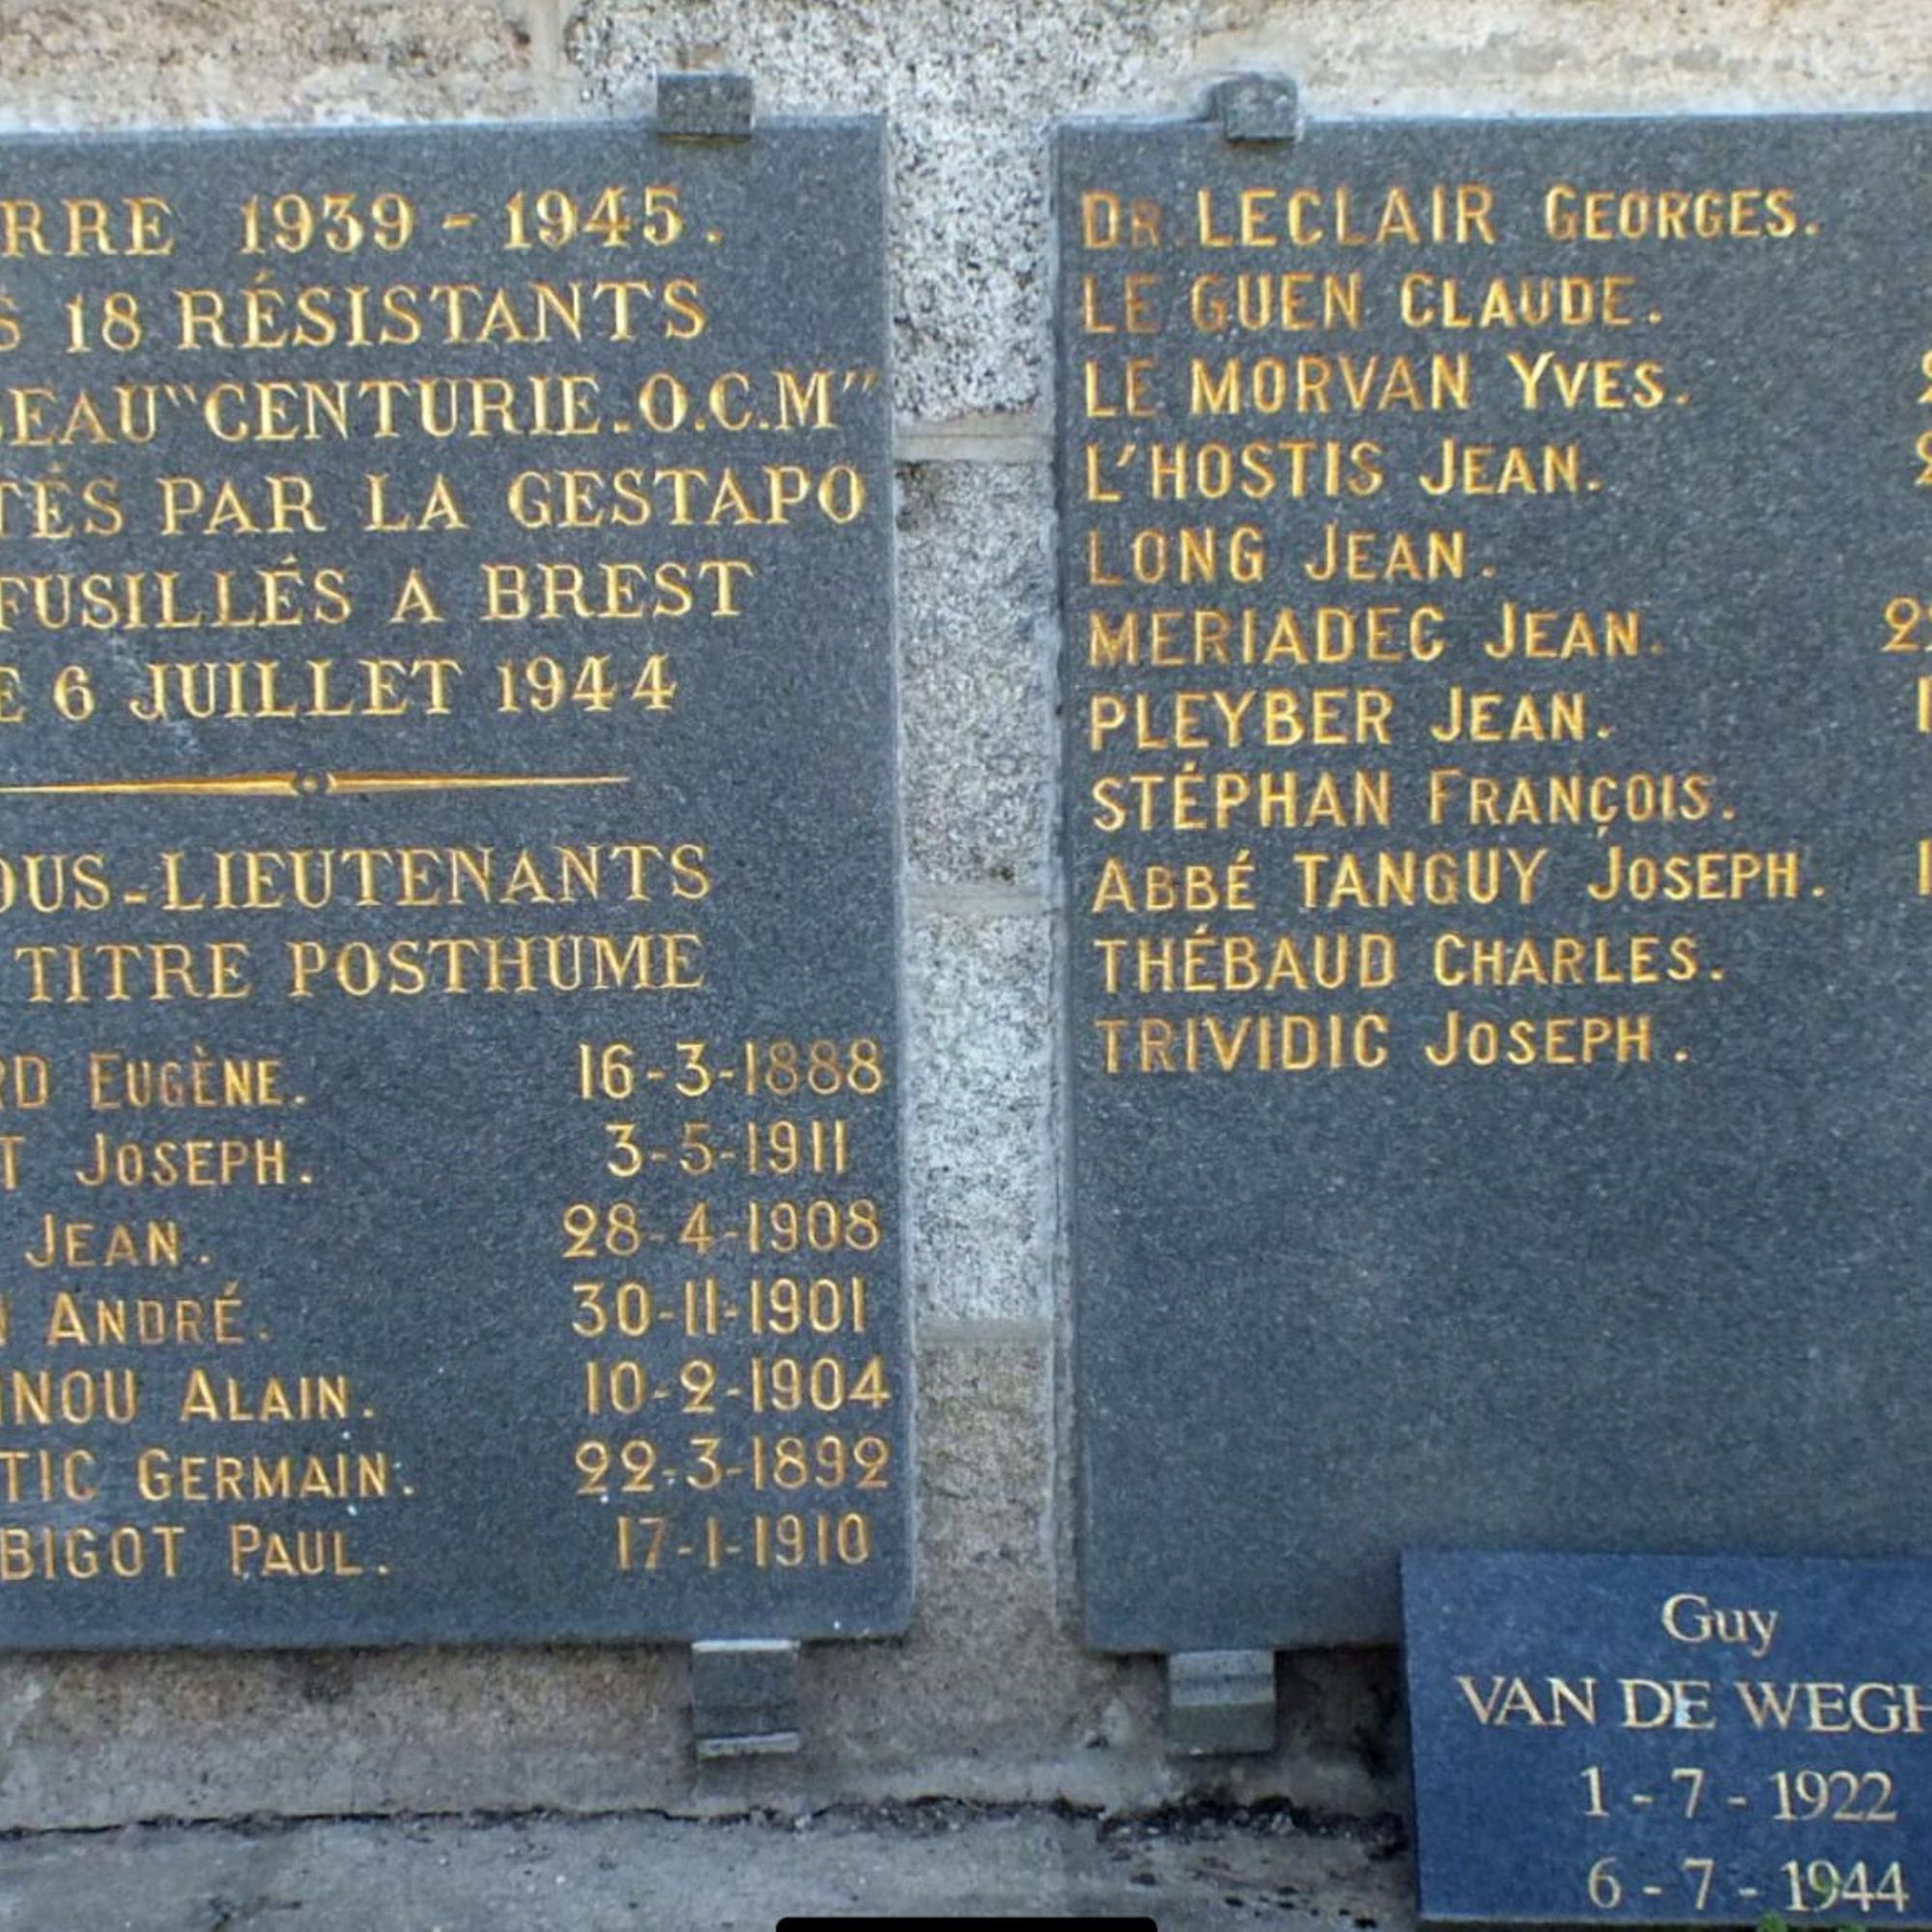 RRE 1939 - 1945.
S 18 RÉSISTANTS
EAU "CENTURIE.O.C.M"
TÉS PAR LA GESTAPO
FUSILLÉS A BREST
E 6 JUILLET 1944
OUS-LIEUTENANTS
TITRE POSTHUME
RD EUGÈNE. 16-3-1888
T JOSEPH. 3-5-1911
JEAN. 28-4-1908
ANDRÉ. 30-11-1901
NOU ALAIN. 10-2-1904
TIC GERMAIN. 22-3-1892
BIGOT PAUL. 17-1-1910
DR. LECLAIR GEORGES.
LE GUEN CLAUDE.
LE MORVAN YVES.
L'HOSTIS JEAN.
LONG JEAN.
MERIADEC JEAN.
PLEYBER JEAN.
STÉPHAN FRANÇOIS.
ABBÉ TANGUY JOSEPH.
THÉBAUD CHARLES.
TRIVIDIC JOSEPH.
Guy
VAN DE WEGH
1 - 7 - 1922
6 - 7 - 1944